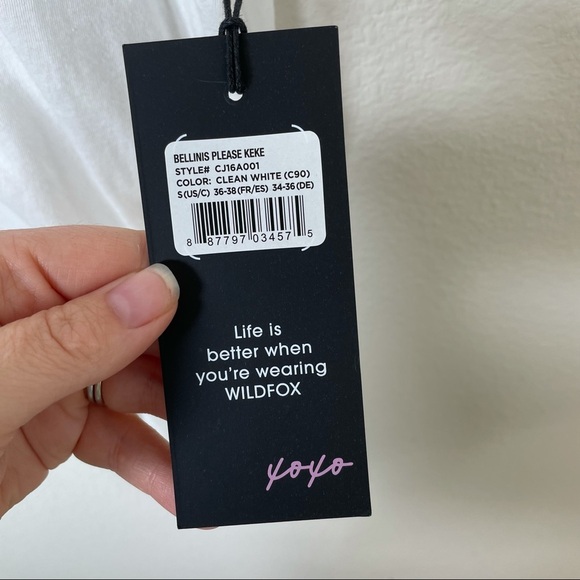 BELLINIS PLEASE KEKE
STYLE# CJ16A001
COLOR: CLEAN WHITE (C90)
S(US/C) 36-38(FR/ES) 34-36(DE)
8 87797 03457 5
Life is
better when
you're wearing
WILDFOX
xoxo